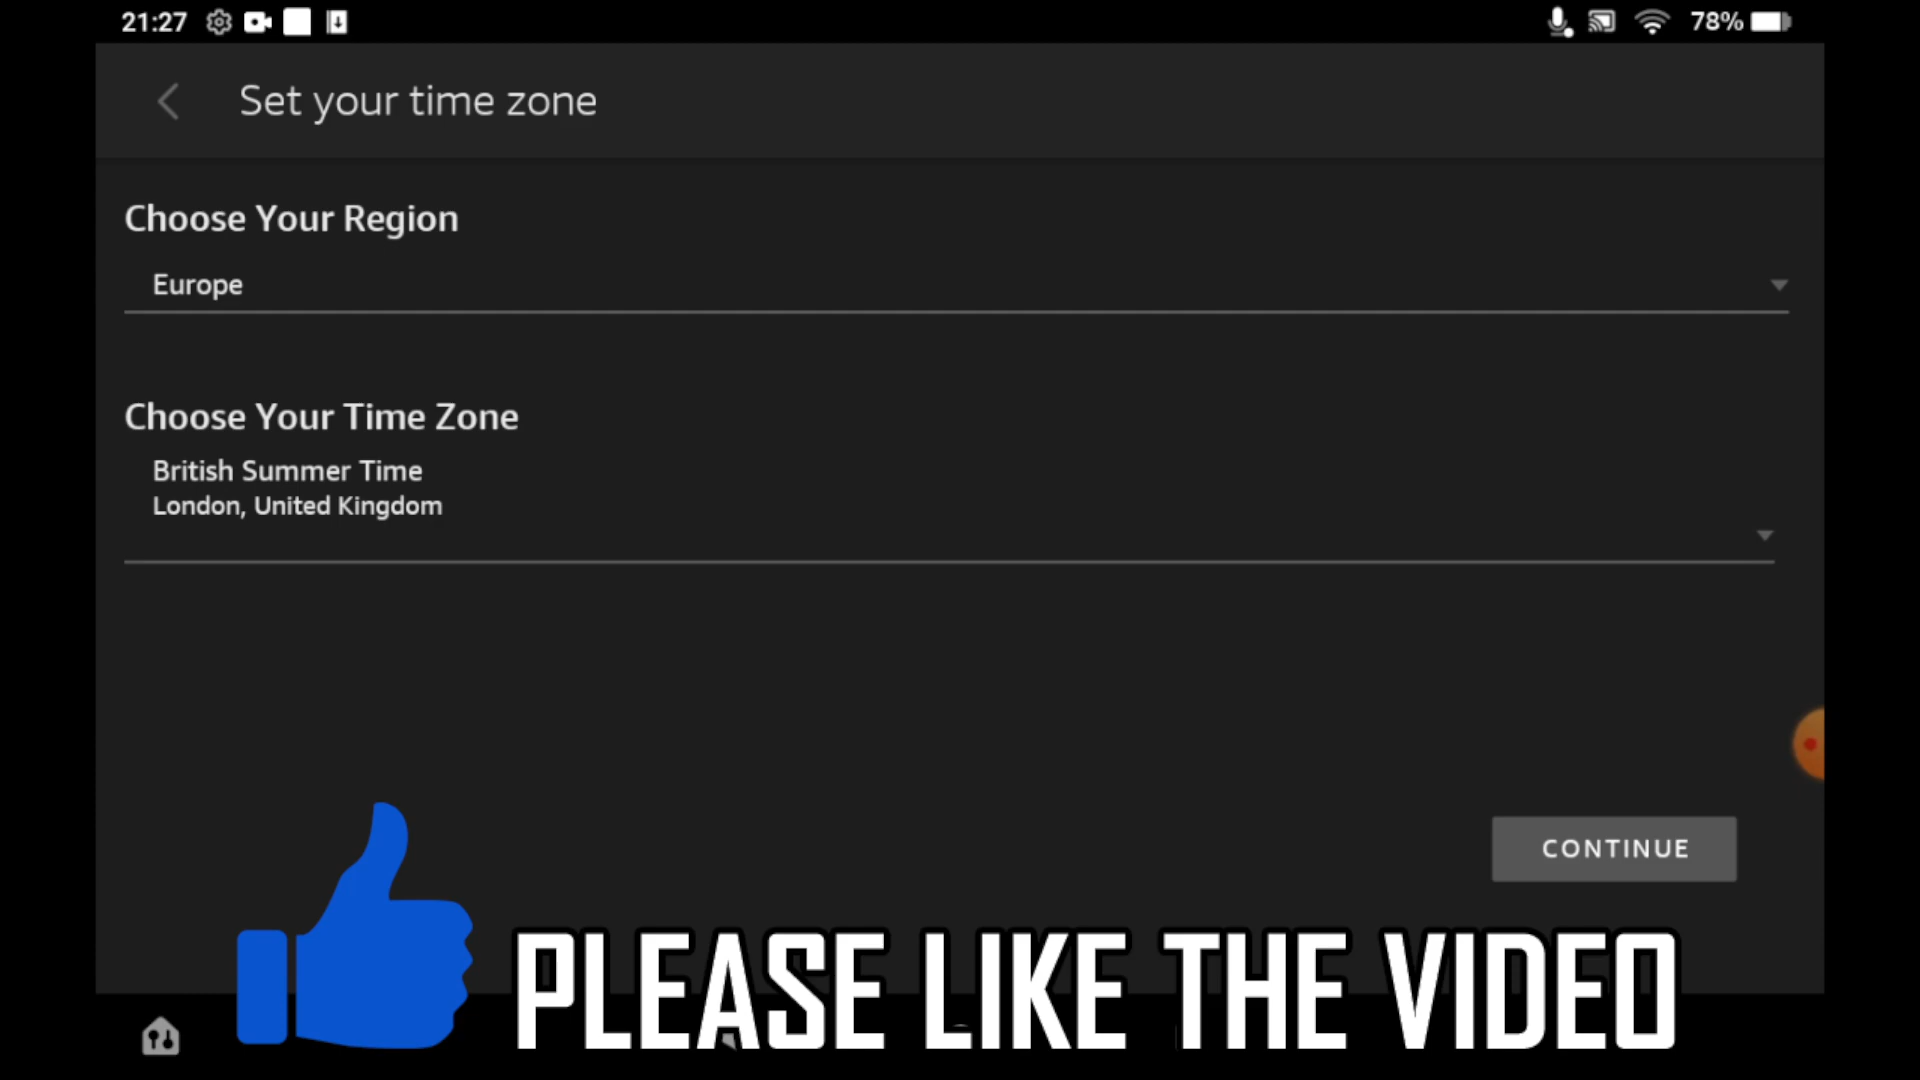 21:27
78%
Set your time zone
Choose Your Region
Europe
Choose Your Time Zone
British Summer Time
London, United Kingdom
CONTINUE
PLEASE LIKE THE VIDEO